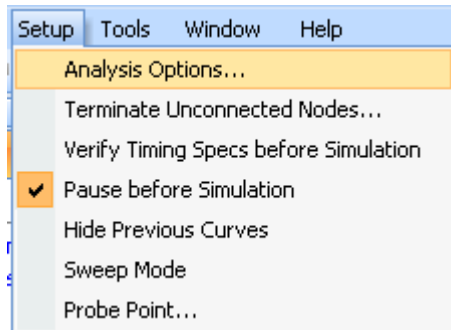 Setup Tools Window Help
Analysis Options...
Terminate Unconnected Nodes...
Verify Timing Specs before Simulation
Pause before Simulation
Hide Previous Curves
Sweep Mode
Probe Point...